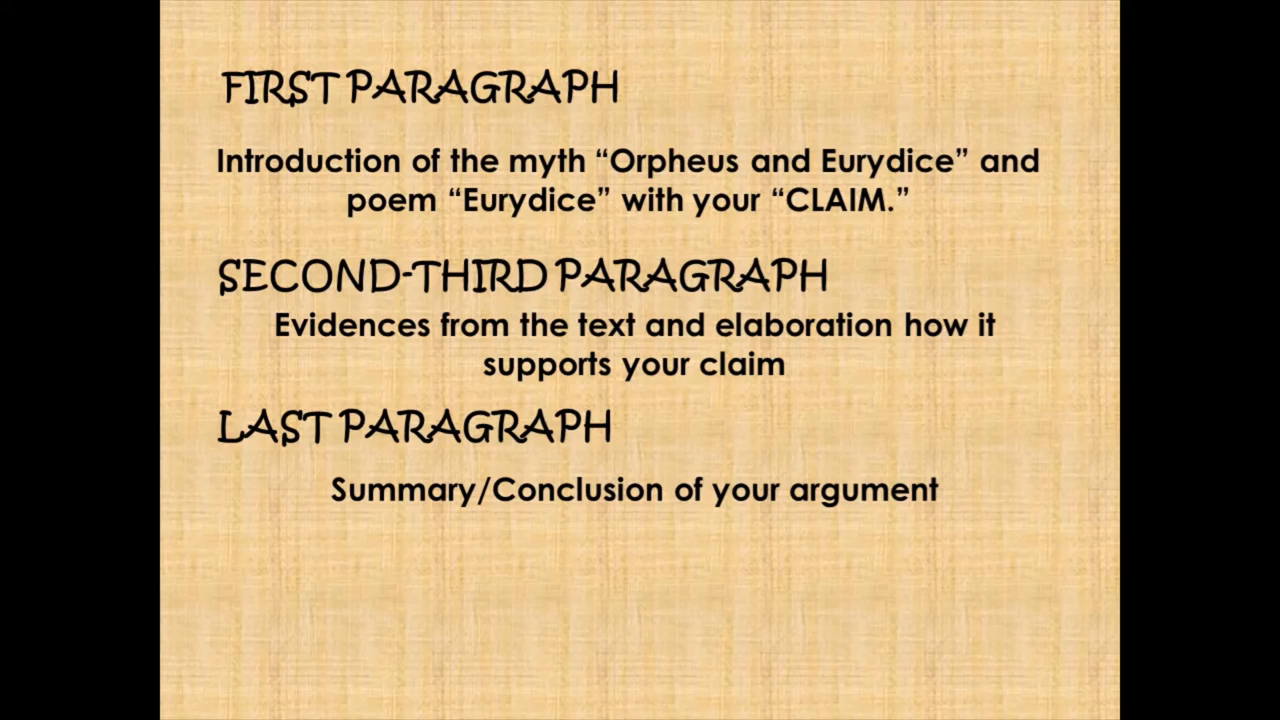 FIRST PARAGRAPH
Introduction of the myth “Orpheus and Eurydice” and
poem “Eurydice” with your “CLAIM.”
SECOND-THIRD PARAGRAPH
Evidences from the text and elaboration how it
supports your claim
LAST PARAGRAPH
Summary/Conclusion of your argument